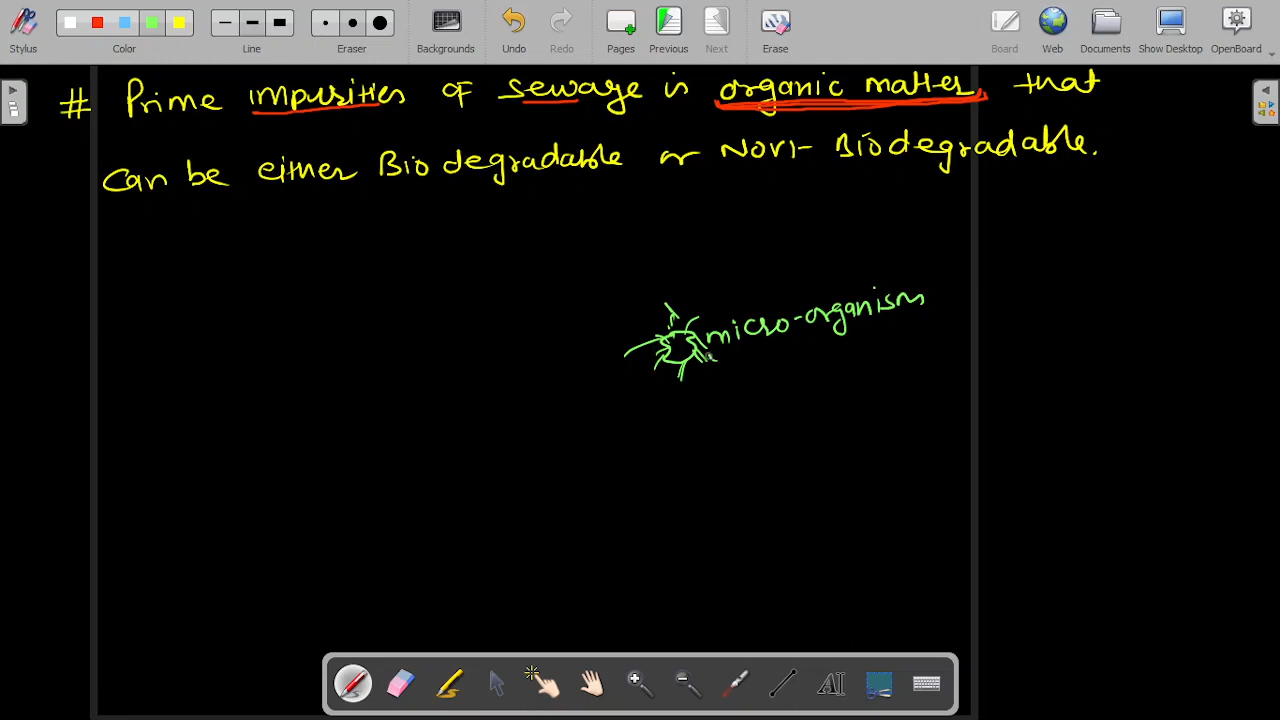 Stylus Color Line Eraser Backgrounds Undo Redo Pages Previous Next Erase Board Web Documents Show Desktop OpenBoard
# Prime impurities of sewage is organic matter, that
can be either Bio degradable or Non- Biodegradable.
micro-organism
AI